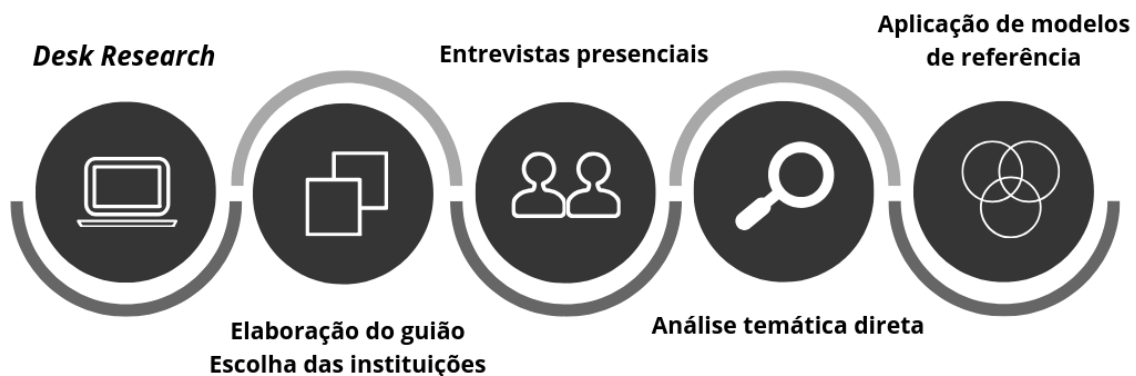 Desk Research
Elaboração do guião
Escolha das instituições
Entrevistas presenciais
Análise temática direta
Aplicação de modelos
de referência